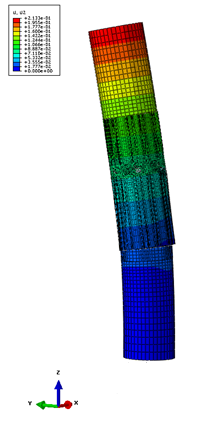 U, U2
+2.133e-01
+1.955e-01
+1.777e-01
+1.600e-01
+1.422e-01
+1.244e-01
+1.066e-01
+8.887e-02
+7.110e-02
+5.332e-02
+3.555e-02
+1.777e-02
+0.000e+00
Z
Y X